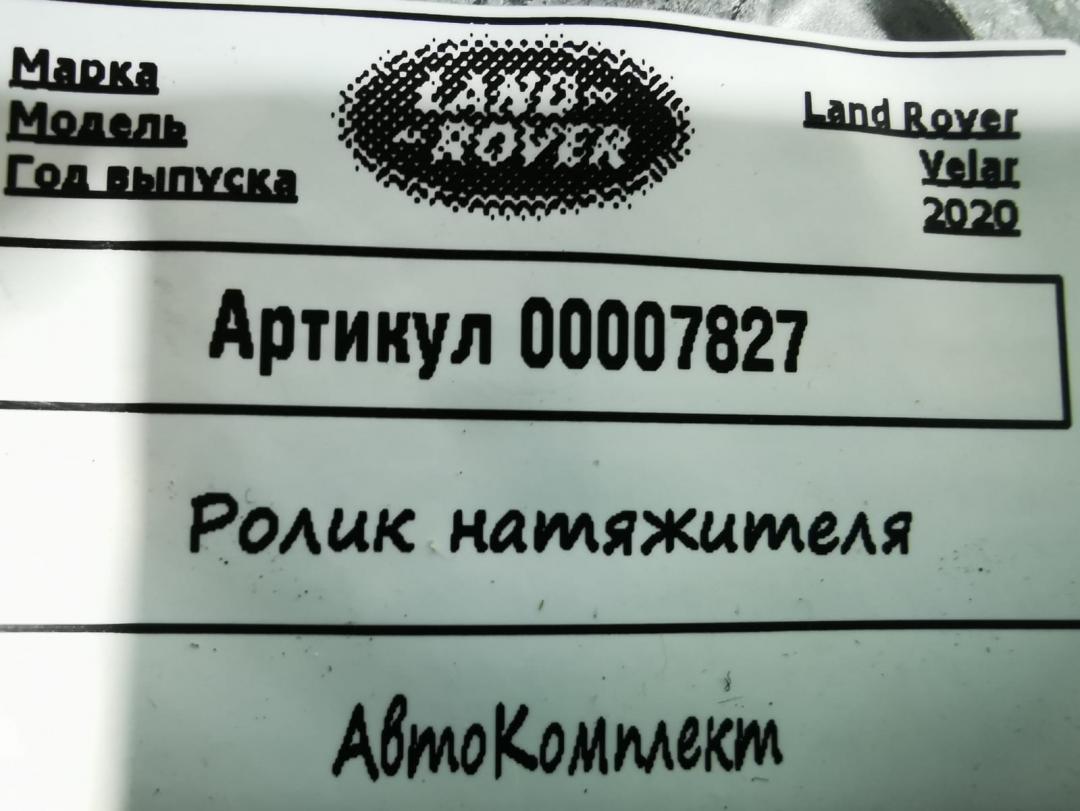 Марка
Модель
Год выпуска
LAND-
-ROVER
Land Rover
Velar
2020
Артикул 00007827
Ролик натяжителя
АвтоКомплект